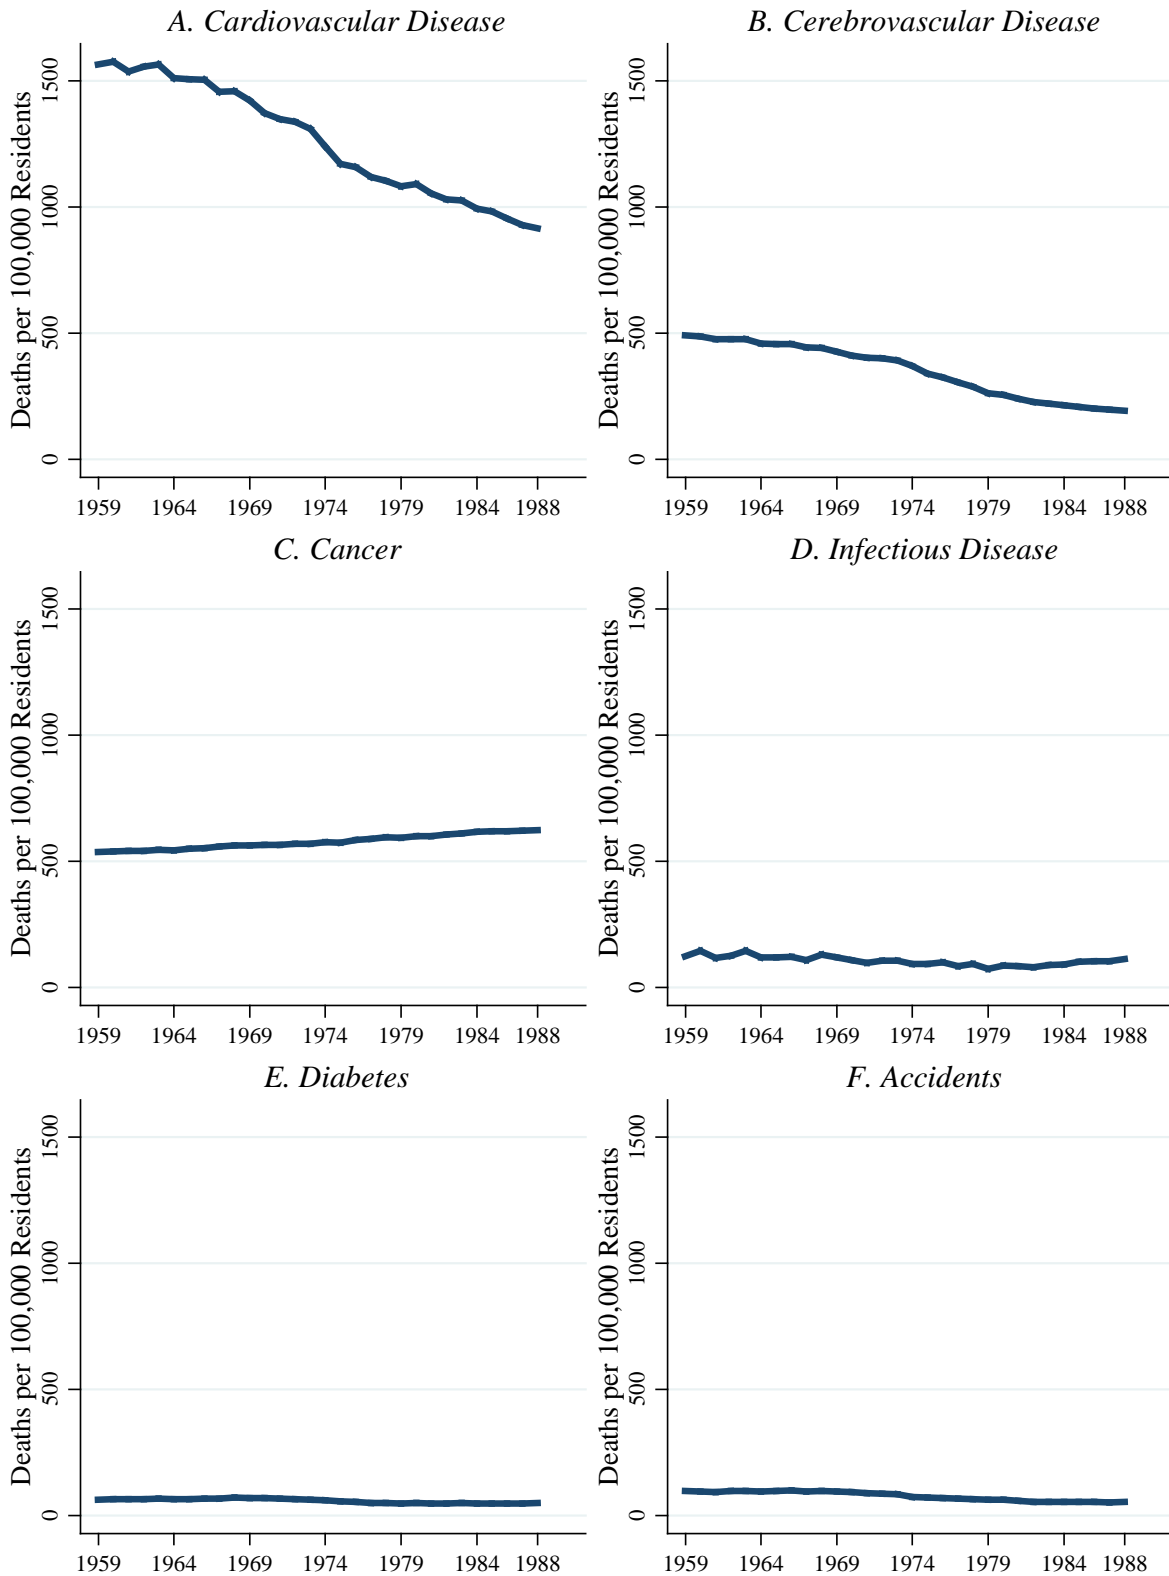 A. Cardiovascular Disease
Deaths per 100,000 Residents
1500
1000
500
0
1959 1964 1969 1974 1979 1984 1988
B. Cerebrovascular Disease
Deaths per 100,000 Residents
1500
1000
500
0
1959 1964 1969 1974 1979 1984 1988
C. Cancer
Deaths per 100,000 Residents
1500
1000
500
0
1959 1964 1969 1974 1979 1984 1988
D. Infectious Disease
Deaths per 100,000 Residents
1500
1000
500
0
1959 1964 1969 1974 1979 1984 1988
E. Diabetes
Deaths per 100,000 Residents
1500
1000
500
0
1959 1964 1969 1974 1979 1984 1988
F. Accidents
Deaths per 100,000 Residents
1500
1000
500
0
1959 1964 1969 1974 1979 1984 1988